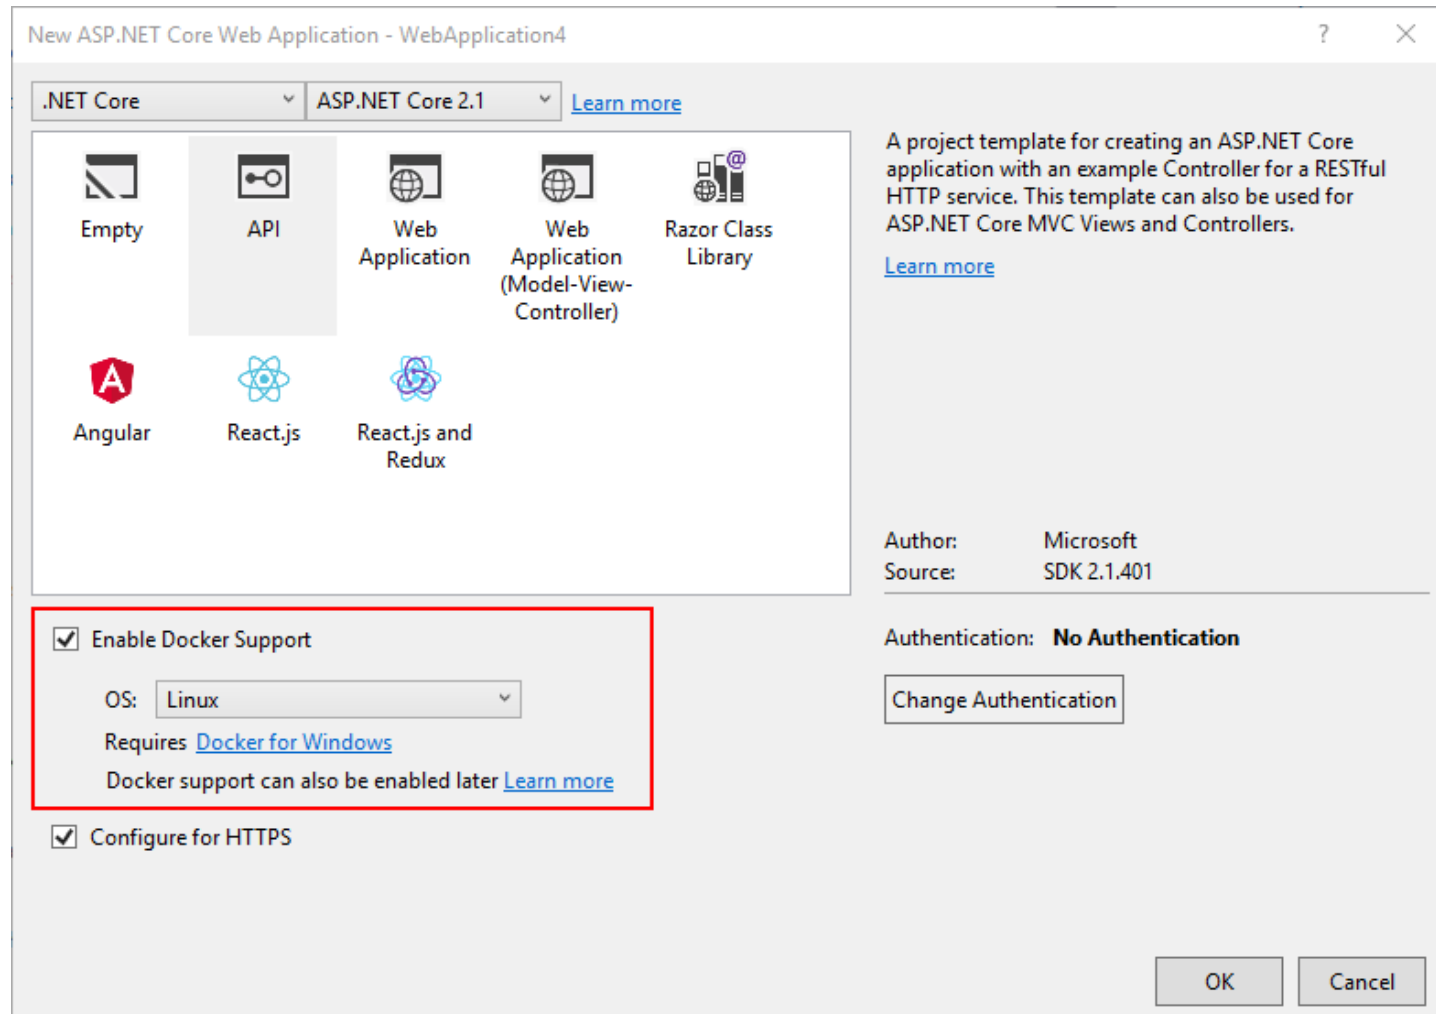 New ASP.NET Core Web Application - WebApplication4
?
.NET Core
ASP.NET Core 2.1
Learn more
Empty
API
Web
Application
Web
Application
(Model-View-
Controller)
Razor Class
Library
Angular
React.js
React.js and
Redux
A project template for creating an ASP.NET Core
application with an example Controller for a RESTful
HTTP service. This template can also be used for
ASP.NET Core MVC Views and Controllers.
Learn more
Author: Microsoft
Source: SDK 2.1.401
Enable Docker Support
OS: Linux
Requires Docker for Windows
Docker support can also be enabled later Learn more
Configure for HTTPS
Authentication: No Authentication
Change Authentication
OK
Cancel